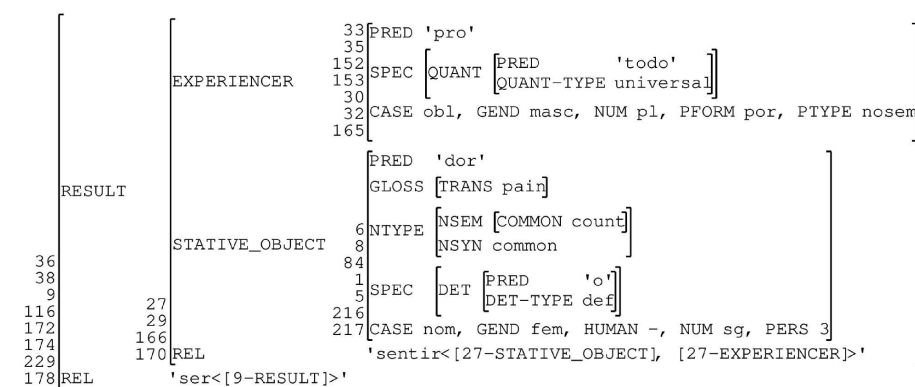 33 PRED 'pro'
35
152 SPEC QUANT PRED 'todo'
153 QUANT-TYPE universal
EXPERIENCER 30
32 CASE obl, GEND masc, NUM pl, PFORM por, PTYPE nosem
165
PRED 'dor'
RESULT GLOSS TRANS pain
6 NTYPE NSEM COMMON count
STATIVE_OBJECT 8 NSYN common
36 84
38 1 SPEC DET PRED 'o'
9 5 DET-TYPE def
116 27 216
172 29 217 CASE nom, GEND fem, HUMAN -, NUM sg, PERS 3
174 166
229 170 REL 'sentir<[27-STATIVE_OBJECT], [27-EXPERIENCER]>'
178 REL 'ser<[9-RESULT]>'